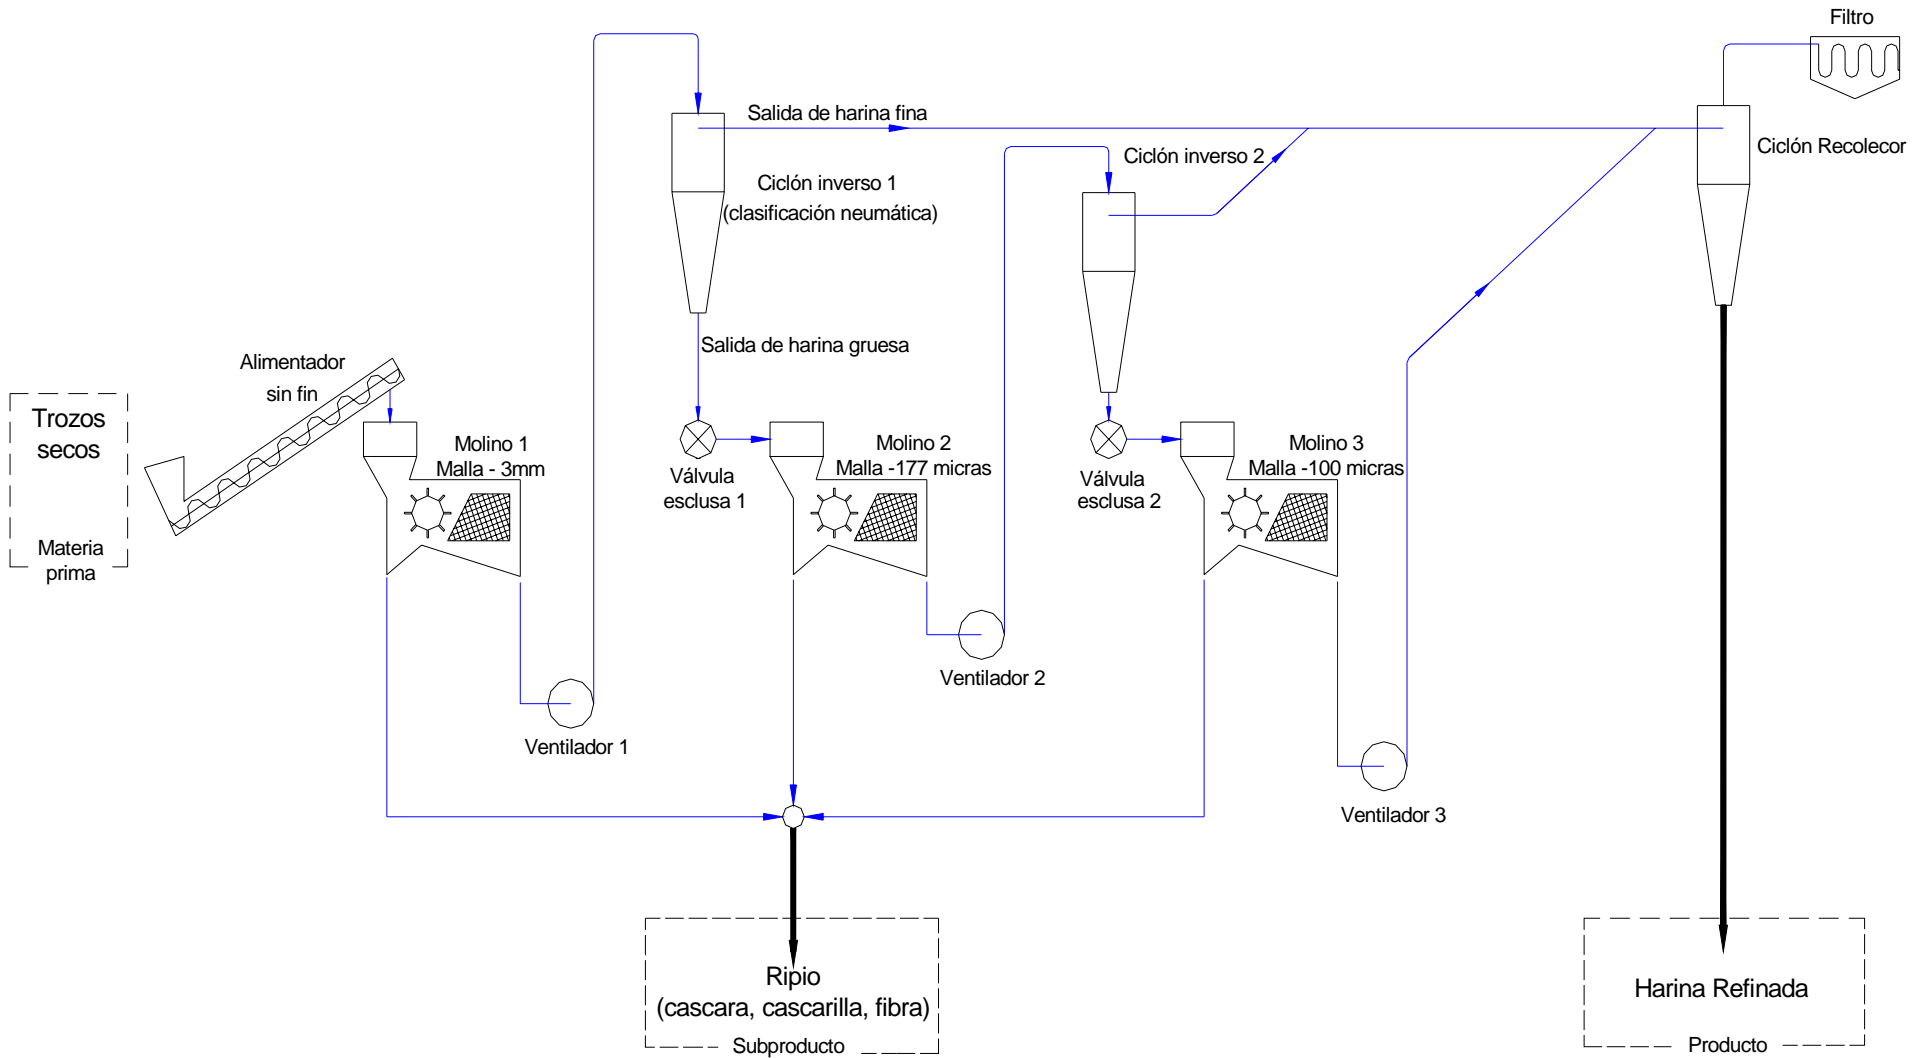 Filtro
Salida de harina fina
Ciclón inverso 2
Ciclón Recolecor
Ciclón inverso 1
(clasificación neumática)
Salida de harina gruesa
Alimentador
sin fin
Trozos
secos
Materia
prima
Molino 1
Malla - 3mm
Válvula
esclusa 1
Molino 2
Malla -177 micras
Válvula
esclusa 2
Molino 3
Malla -100 micras
Ventilador 1
Ventilador 2
Ventilador 3
Ripio
(cascara, cascarilla, fibra)
Subproducto
Harina Refinada
Producto